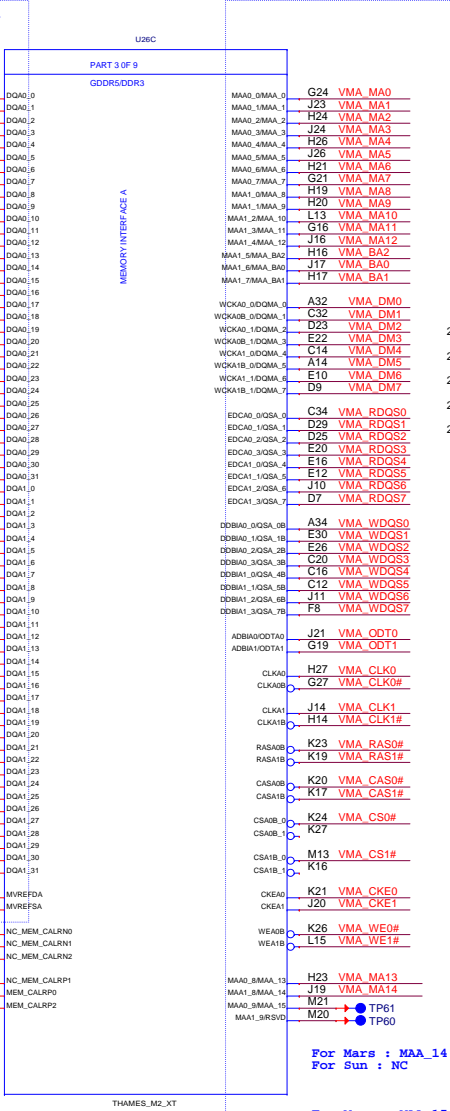 U26C
PART 3 0F 9
GDDR5/DDR3
MEMORY INTERFACE A
DQA0_0
DQA0_1
DQA0_2
DQA0_3
DQA0_4
DQA0_5
DQA0_6
DQA0_7
DQA0_8
DQA0_9
DQA0_10
DQA0_11
DQA0_12
DQA0_13
DQA0_14
DQA0_15
DQA0_16
DQA0_17
DQA0_18
DQA0_19
DQA0_20
DQA0_21
DQA0_22
DQA0_23
DQA0_24
DQA0_25
DQA0_26
DQA0_27
DQA0_28
DQA0_29
DQA0_30
DQA0_31
DQA1_0
DQA1_1
DQA1_2
DQA1_3
DQA1_4
DQA1_5
DQA1_6
DQA1_7
DQA1_8
DQA1_9
DQA1_10
DQA1_11
DQA1_12
DQA1_13
DQA1_14
DQA1_15
DQA1_16
DQA1_17
DQA1_18
DQA1_19
DQA1_20
DQA1_21
DQA1_22
DQA1_23
DQA1_24
DQA1_25
DQA1_26
DQA1_27
DQA1_28
DQA1_29
DQA1_30
DQA1_31
MVREFDA
MVREFSA
NC_MEM_CALRN0
NC_MEM_CALRN1
NC_MEM_CALRN2
NC_MEM_CALRP1
MEM_CALRP0
MEM_CALRP2
MAA0_0/MAA_0 G24 VMA_MA0
MAA0_1/MAA_1 J23 VMA_MA1
MAA0_2/MAA_2 H24 VMA_MA2
MAA0_3/MAA_3 J24 VMA_MA3
MAA0_4/MAA_4 H26 VMA_MA4
MAA0_5/MAA_5 J26 VMA_MA5
MAA0_6/MAA_6 H21 VMA_MA6
MAA0_7/MAA_7 G21 VMA_MA7
MAA1_0/MAA_8 H19 VMA_MA8
MAA1_1/MAA_9 H20 VMA_MA9
MAA1_2/MAA_10 L13 VMA_MA10
MAA1_3/MAA_11 G16 VMA_MA11
MAA1_4/MAA_12 J16 VMA_MA12
MAA1_5/MAA_BA2 H16 VMA_BA2
MAA1_6/MAA_BA0 J17 VMA_BA0
MAA1_7/MAA_BA1 H17 VMA_BA1
WCKA0_0/DQMA_0 A32 VMA_DM0
WCKA0B_0/DQMA_1 C32 VMA_DM1
WCKA0_1/DQMA_2 D23 VMA_DM2
WCKA0B_1/DQMA_3 E22 VMA_DM3
WCKA1_0/DQMA_4 C14 VMA_DM4
WCKA1B_0/DQMA_5 A14 VMA_DM5
WCKA1_1/DQMA_6 E10 VMA_DM6
WCKA1B_1/DQMA_7 D9 VMA_DM7
EDCA0_0/QSA_0 C34 VMA_RDQS0
EDCA0_1/QSA_1 D29 VMA_RDQS1
EDCA0_2/QSA_2 D25 VMA_RDQS2
EDCA0_3/QSA_3 E20 VMA_RDQS3
EDCA1_0/QSA_4 E16 VMA_RDQS4
EDCA1_1/QSA_5 E12 VMA_RDQS5
EDCA1_2/QSA_6 J10 VMA_RDQS6
EDCA1_3/QSA_7 D7 VMA_RDQS7
DDBIA0_0/QSA_0B A34 VMA_WDQS0
DDBIA0_1/QSA_1B E30 VMA_WDQS1
DDBIA0_2/QSA_2B E26 VMA_WDQS2
DDBIA0_3/QSA_3B C20 VMA_WDQS3
DDBIA1_0/QSA_4B C16 VMA_WDQS4
DDBIA1_1/QSA_5B C12 VMA_WDQS5
DDBIA1_2/QSA_6B J11 VMA_WDQS6
DDBIA1_3/QSA_7B F8 VMA_WDQS7
ADBIA0/ODTA0 J21 VMA_ODT0
ADBIA1/ODTA1 G19 VMA_ODT1
CLKA0 H27 VMA_CLK0
CLKA0B G27 VMA_CLK0#
CLKA1 J14 VMA_CLK1
CLKA1B H14 VMA_CLK1#
RASA0B K23 VMA_RAS0#
RASA1B K19 VMA_RAS1#
CASA0B K20 VMA_CAS0#
CASA1B K17 VMA_CAS1#
CSA0B_0 K24 VMA_CS0#
CSA0B_1 K27
CSA1B_0 M13 VMA_CS1#
CSA1B_1 K16
CKEA0 K21 VMA_CKE0
CKEA1 J20 VMA_CKE1
WEA0B K26 VMA_WE0#
WEA1B L15 VMA_WE1#
MAA0_8/MAA_13 H23 VMA_MA13
MAA1_8/MAA_14 J19 VMA_MA14
MAA0_9/MAA_15 M21 TP61
MAA1_9/RSVD M20 TP60
For Mars : MAA_14
For Sun : NC
THAMES_M2_XT